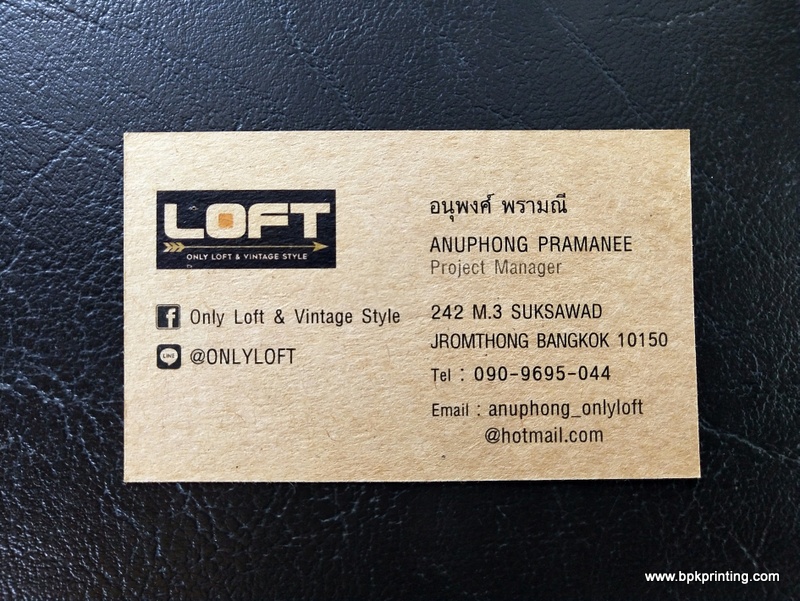 LOFT
ONLY LOFT & VINTAGE STYLE
Only Loft & Vintage Style
LINE
@ONLYLOFT
อนุพงศ์ พรามณี
ANUPHONG PRAMANEE
Project Manager
242 M.3 SUKSAWAD
JROMTHONG BANGKOK 10150
Tel : 090-9695-044
Email : anuphong_onlyloft
@hotmail.com
www.bpkprinting.com